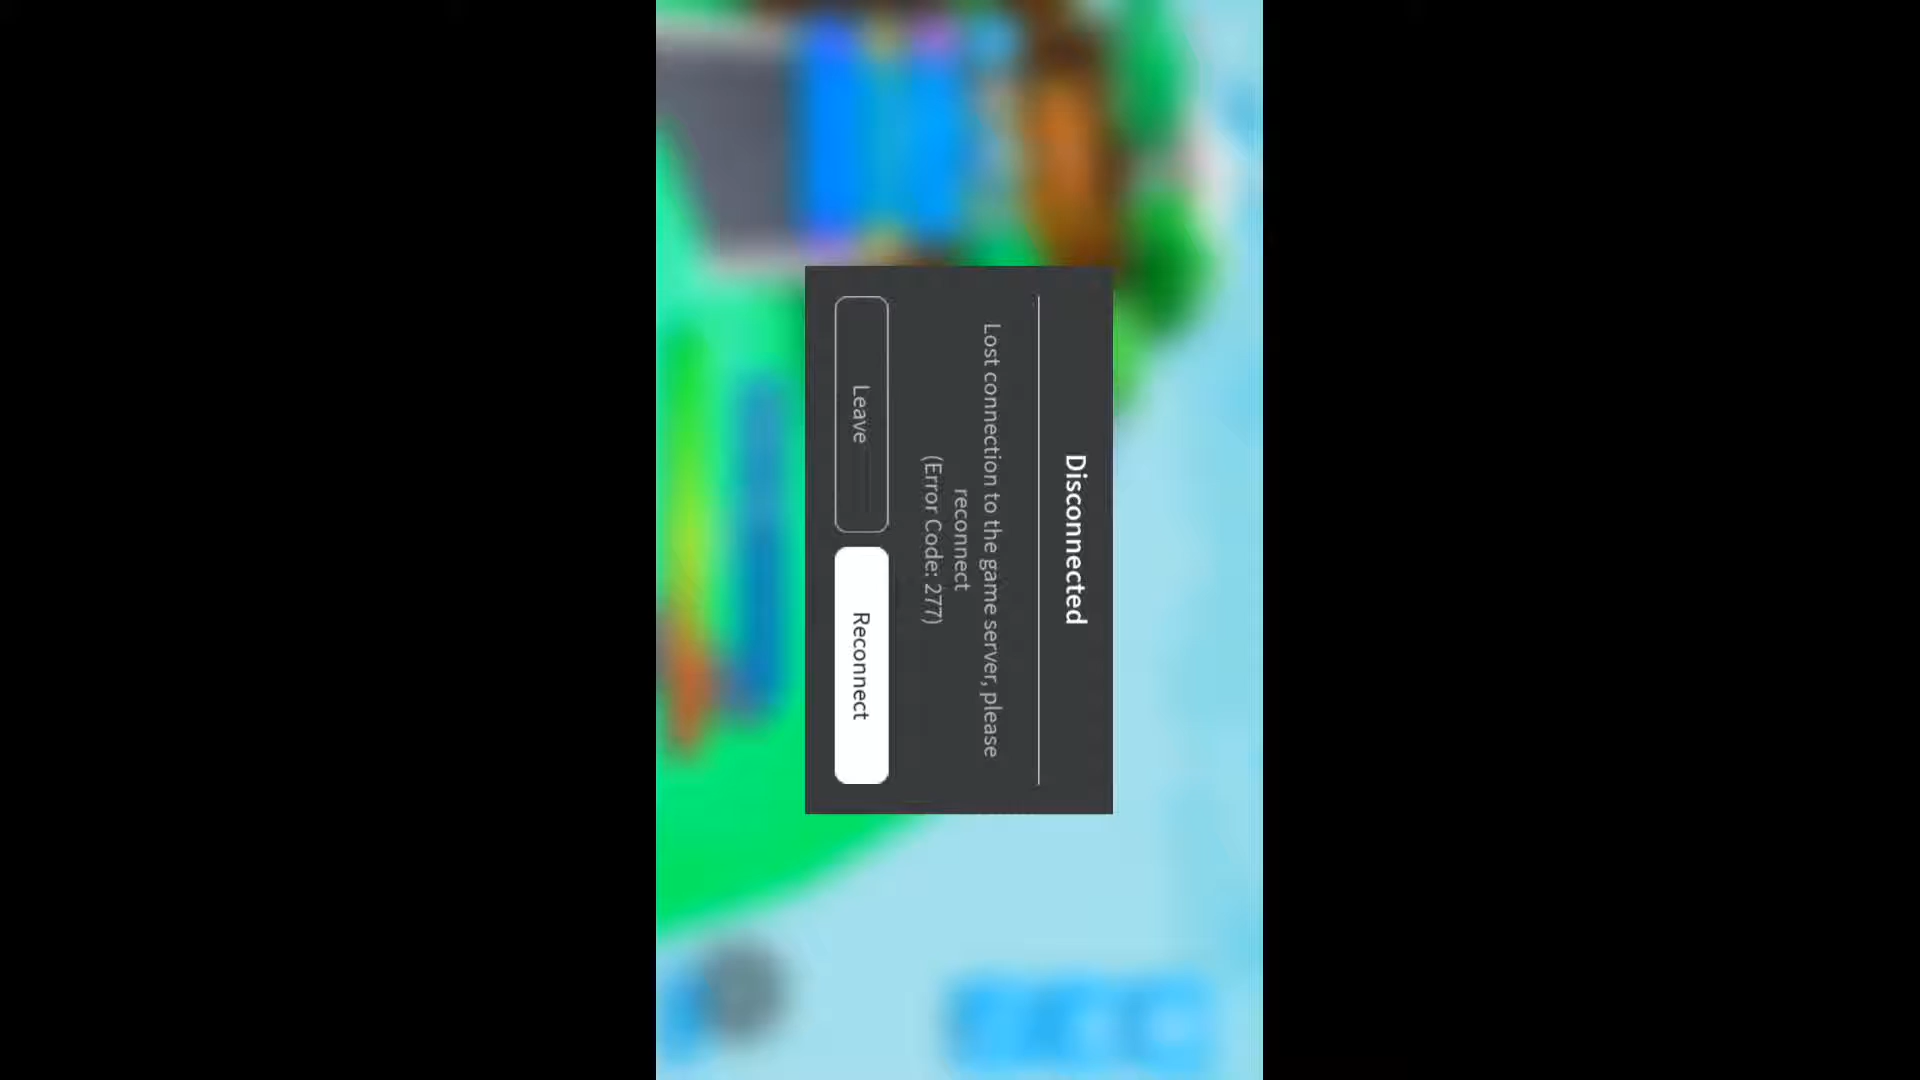 Disconnected
Lost connection to the game server, please
reconnect
(Error Code: 277)
Leave
Reconnect